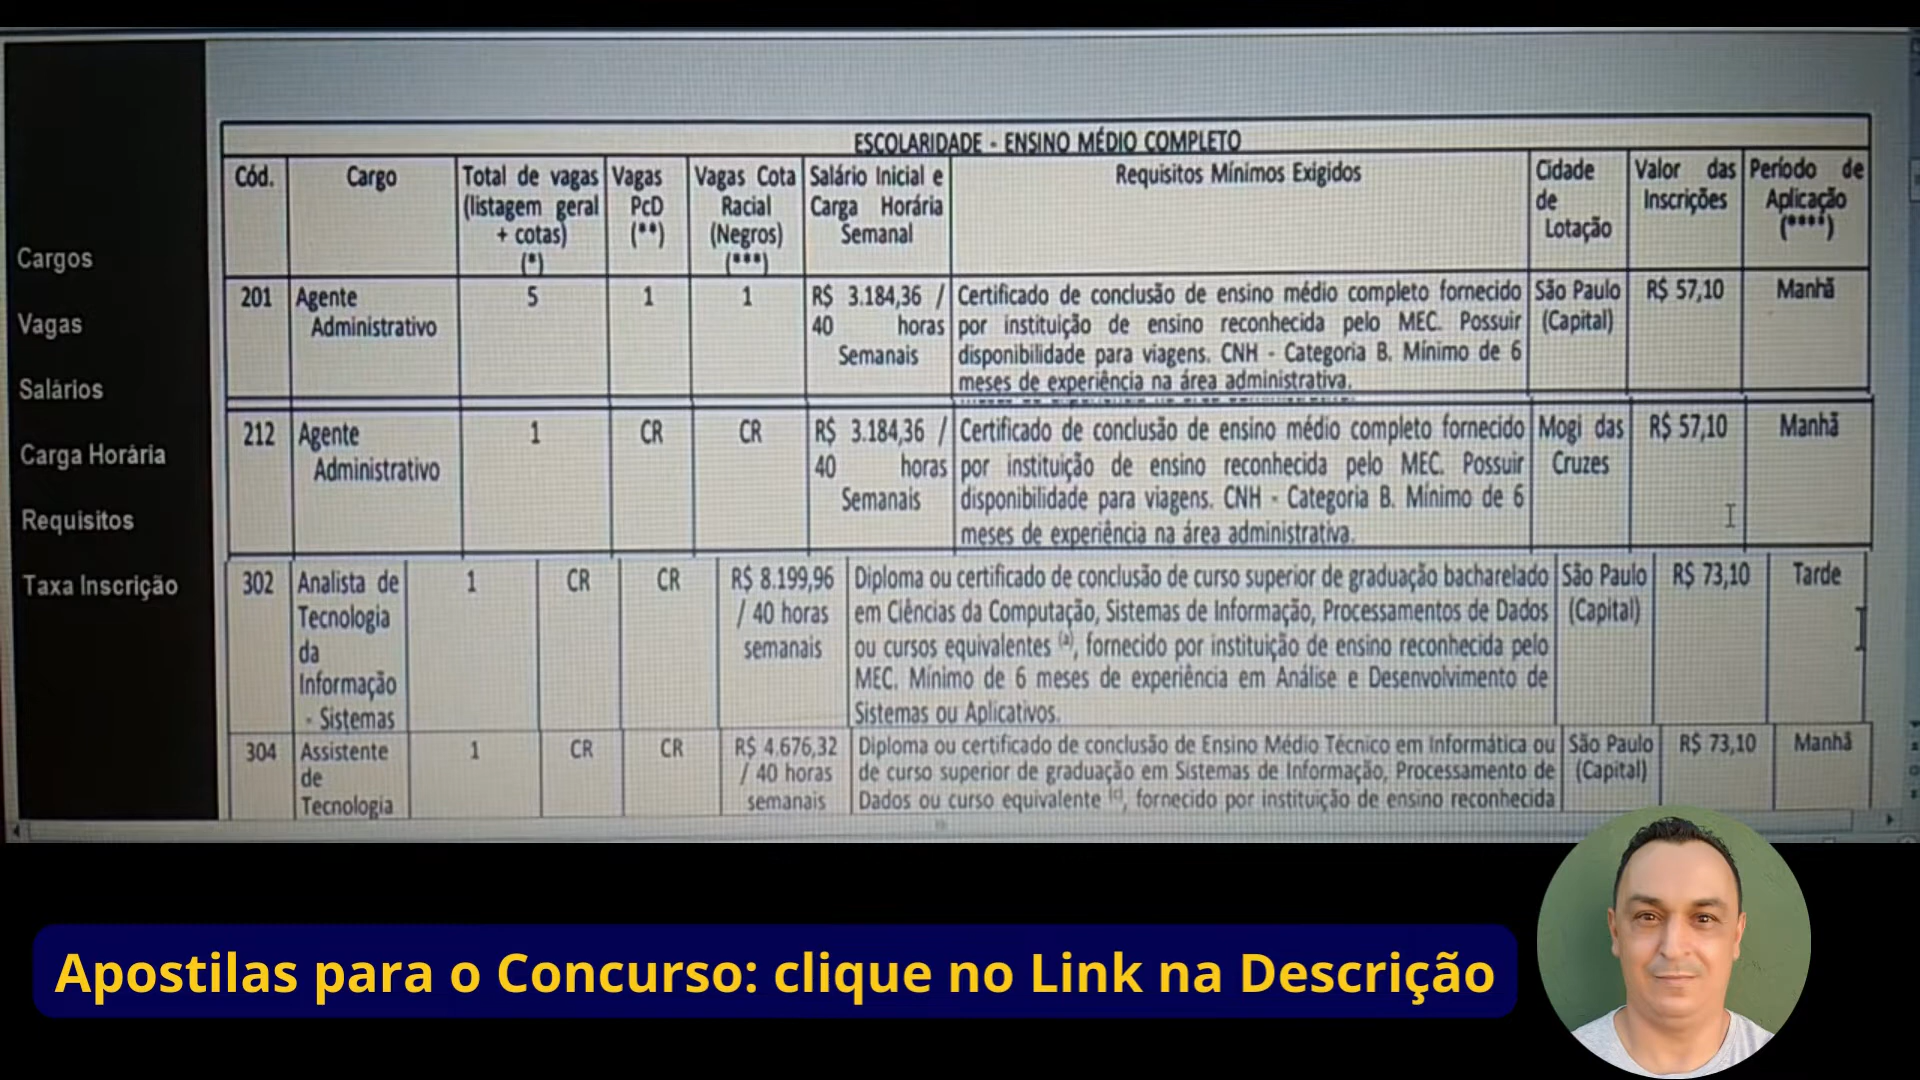 Cargos
Vagas
Salários
Carga Horária
Requisitos
Taxa Inscrição
ESCOLARIDADE - ENSINO MÉDIO COMPLETO
Cód.
Cargo
Total de vagas
(listagem geral
+ cotas)
(*)
Vagas
PcD
(**)
Vagas Cota
Racial
(Negros)
(***)
Salário Inicial e
Carga Horária
Semanal
Requisitos Mínimos Exigidos
Cidade
de
Lotação
Valor das
Inscrições
Período de
Aplicação
(****)
201
Agente
Administrativo
5
1
1
R$ 3.184,36 /
40 horas
Semanais
Certificado de conclusão de ensino médio completo fornecido
por instituição de ensino reconhecida pelo MEC. Possuir
disponibilidade para viagens. CNH - Categoria B. Mínimo de 6
meses de experiência na área administrativa.
São Paulo
(Capital)
R$ 57,10
Manhã
212
Agente
Administrativo
1
CR
CR
R$ 3.184,36 /
40 horas
Semanais
Certificado de conclusão de ensino médio completo fornecido
por instituição de ensino reconhecida pelo MEC. Possuir
disponibilidade para viagens. CNH - Categoria B. Mínimo de 6
meses de experiência na área administrativa.
Mogi das
Cruzes
R$ 57,10
Manhã
302
Analista de
Tecnologia
da
Informação
- Sistemas
1
CR
CR
R$ 8.199,96
/ 40 horas
semanais
Diploma ou certificado de conclusão de curso superior de graduação bacharelado
em Ciências da Computação, Sistemas de Informação, Processamentos de Dados
ou cursos equivalentes (a), fornecido por instituição de ensino reconhecida pelo
MEC. Mínimo de 6 meses de experiência em Análise e Desenvolvimento de
Sistemas ou Aplicativos.
São Paulo
(Capital)
R$ 73,10
Tarde
304
Assistente
de
Tecnologia
1
CR
CR
R$ 4.676,32
/ 40 horas
semanais
Diploma ou certificado de conclusão de Ensino Médio Técnico em Informática ou
de curso superior de graduação em Sistemas de Informação, Processamento de
Dados ou curso equivalente (c), fornecido por instituição de ensino reconhecida
São Paulo
(Capital)
R$ 73,10
Manhã
Apostilas para o Concurso: clique no Link na Descrição